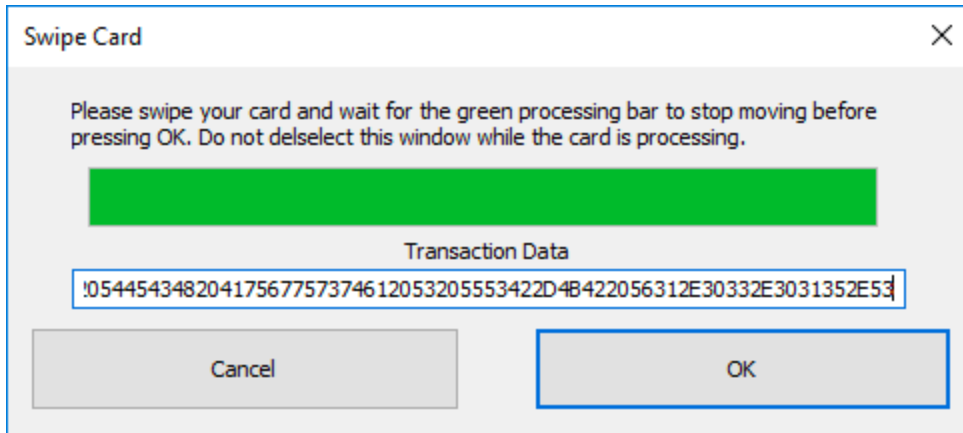 Swipe Card
Please swipe your card and wait for the green processing bar to stop moving before
pressing OK. Do not delselect this window while the card is processing.
Transaction Data
205445434820417567757374612053205553422D4B422056312E30332E3031352E53
Cancel
OK